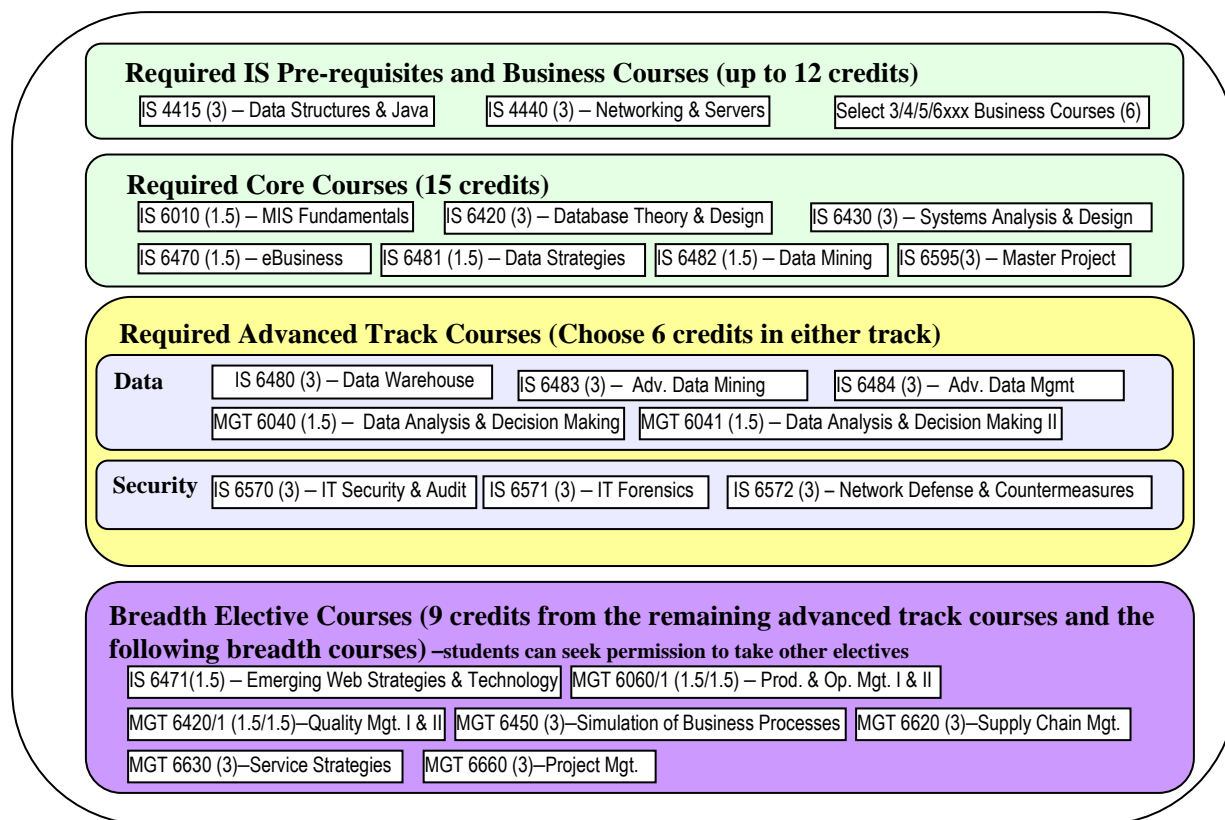 Required IS Pre-requisites and Business Courses (up to 12 credits)
IS 4415 (3) – Data Structures & Java
IS 4440 (3) – Networking & Servers
Select 3/4/5/6xxx Business Courses (6)
Required Core Courses (15 credits)
IS 6010 (1.5) – MIS Fundamentals
IS 6420 (3) – Database Theory & Design
IS 6430 (3) – Systems Analysis & Design
IS 6470 (1.5) – eBusiness
IS 6481 (1.5) – Data Strategies
IS 6482 (1.5) – Data Mining
IS 6595(3) – Master Project
Required Advanced Track Courses (Choose 6 credits in either track)
Data
IS 6480 (3) – Data Warehouse
IS 6483 (3) – Adv. Data Mining
IS 6484 (3) – Adv. Data Mgmt
MGT 6040 (1.5) – Data Analysis & Decision Making
MGT 6041 (1.5) – Data Analysis & Decision Making II
Security
IS 6570 (3) – IT Security & Audit
IS 6571 (3) – IT Forensics
IS 6572 (3) – Network Defense & Countermeasures
Breadth Elective Courses (9 credits from the remaining advanced track courses and the
following breadth courses) –students can seek permission to take other electives
IS 6471(1.5) – Emerging Web Strategies & Technology
MGT 6060/1 (1.5/1.5) – Prod. & Op. Mgt. I & II
MGT 6420/1 (1.5/1.5)–Quality Mgt. I & II
MGT 6450 (3)–Simulation of Business Processes
MGT 6620 (3)–Supply Chain Mgt.
MGT 6630 (3)–Service Strategies
MGT 6660 (3)–Project Mgt.